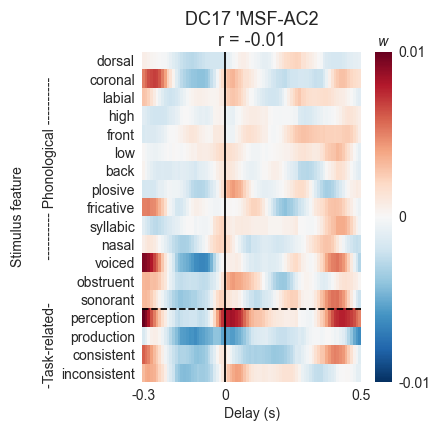 DC17 'MSF-AC2
r = -0.01
w
dorsal
coronal
labial
high
front
low
back
plosive
fricative
syllabic
nasal
voiced
obstruent
sonorant
perception
production
consistent
inconsistent
Stimulus feature
-Task-related- ----------- Phonological ----------
-0.3 0 0.5
Delay (s)
0.01
0
-0.01